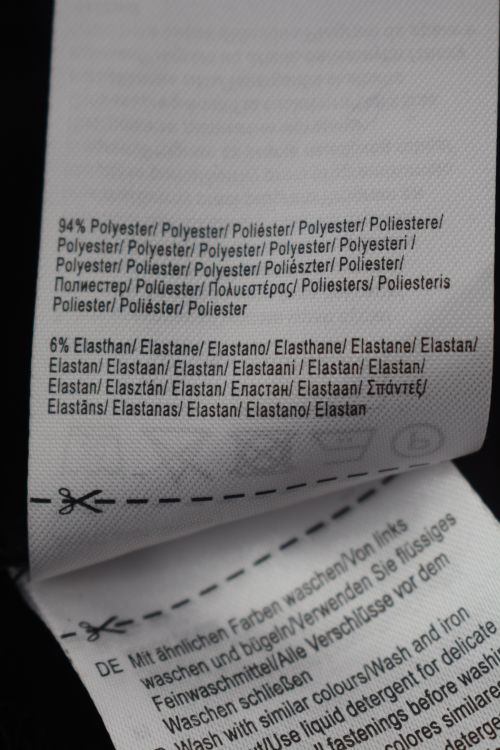 94% Polyester/ Polyester/ Poliéster/ Polyester/ Poliestere/
Polyester/ Polyester/ Polyester/ Polyester/ Polyesteri /
Polyester/ Poliester/ Polyester/ Poliészter/ Poliester/
Полиестер/ Polüester/ Πολυεστέρας/ Poliesters/ Poliesteris
Poliester/ Poliéster/ Poliester
6% Elasthan/ Elastane/ Elastano/ Elasthane/ Elastane/ Elastan/
Elastan/ Elastaan/ Elastan/ Elastaani / Elastan/ Elastan/
Elastan/ Elasztán/ Elastan/ Еластан/ Elastaan/ Σπάντεξ/
Elastāns/ Elastanas/ Elastan/ Elastano/ Elastan
DE Mit ähnlichen Farben waschen/Von links
waschen und bügeln/Verwenden Sie flüssiges
Feinwaschmittel/Alle Verschlüsse vor dem
Waschen schließen
Wash with similar colours/Wash and iron
/Use liquid detergent for delicate
fastenings before washing
colores similares